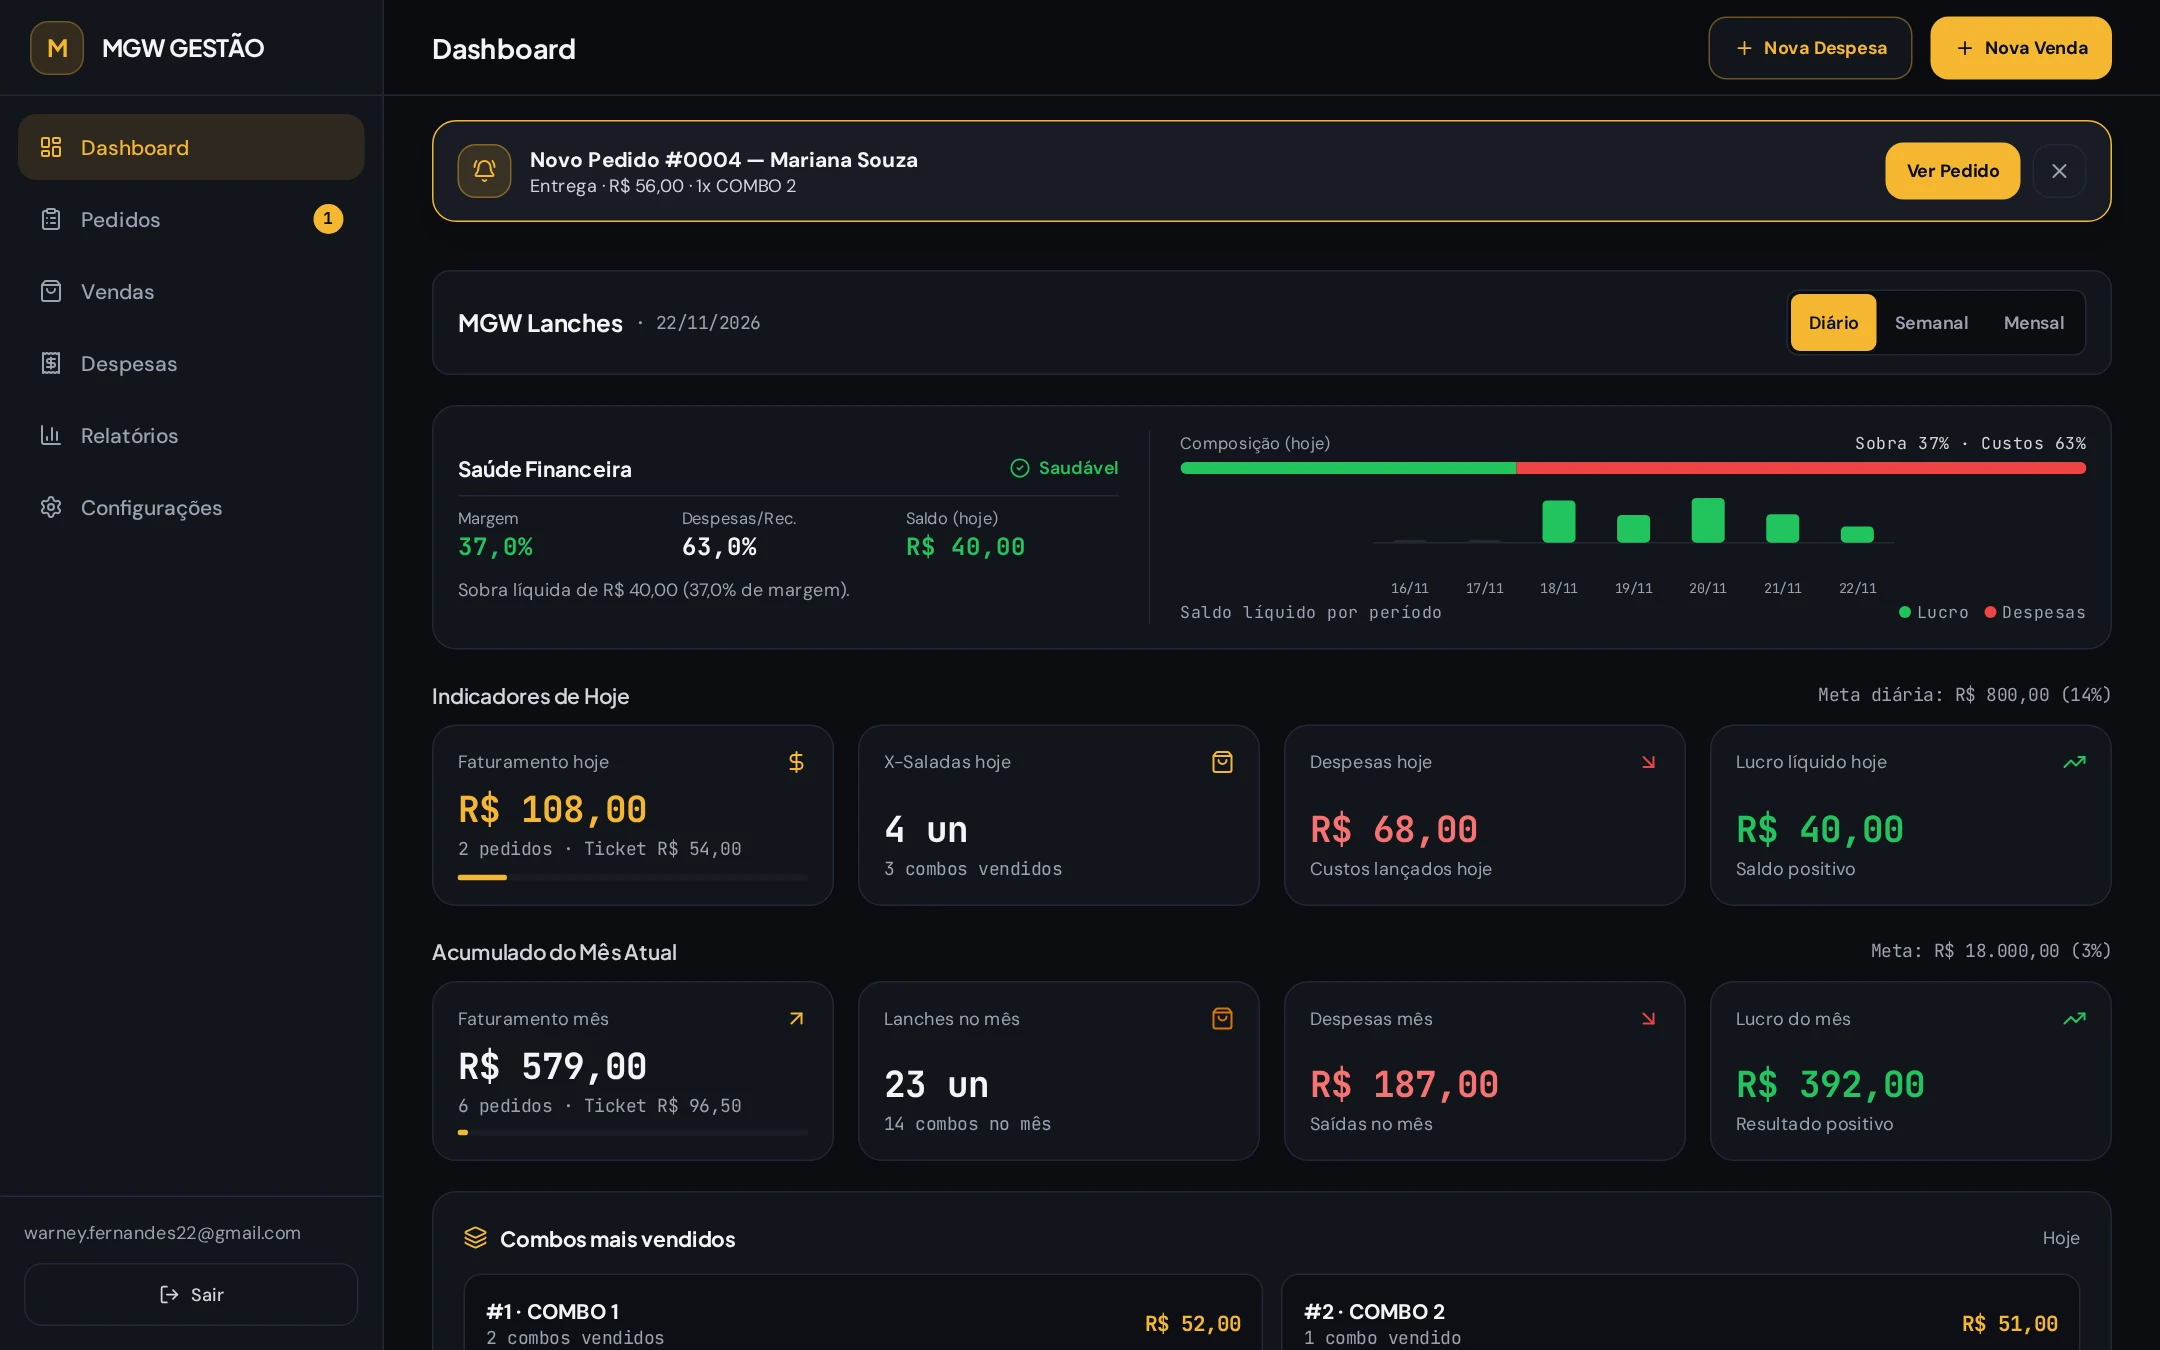 M MGW GESTÃO
Dashboard
Pedidos 1
Vendas
Despesas
Relatórios
Configurações
warney.fernandes22@gmail.com
Sair
Dashboard
Nova Despesa
Nova Venda
Novo Pedido #0004 — Mariana Souza
Entrega · R$ 56,00 · 1x COMBO 2
Ver Pedido
MGW Lanches · 22/11/2026
Diário Semanal Mensal
Saúde Financeira Saudável
Margem Despesas/Rec. Saldo (hoje)
37,0% 63,0% R$ 40,00
Sobra líquida de R$ 40,00 (37,0% de margem).
Composição (hoje) Sobra 37% · Custos 63%
16/11 17/11 18/11 19/11 20/11 21/11 22/11
Saldo líquido por período Lucro Despesas
Indicadores de Hoje Meta diária: R$ 800,00 (14%)
Faturamento hoje
R$ 108,00
2 pedidos · Ticket R$ 54,00
X-Saladas hoje
4 un
3 combos vendidos
Despesas hoje
R$ 68,00
Custos lançados hoje
Lucro líquido hoje
R$ 40,00
Saldo positivo
Acumulado do Mês Atual Meta: R$ 18.000,00 (3%)
Faturamento mês
R$ 579,00
6 pedidos · Ticket R$ 96,50
Lanches no mês
23 un
14 combos no mês
Despesas mês
R$ 187,00
Saídas no mês
Lucro do mês
R$ 392,00
Resultado positivo
Combos mais vendidos Hoje
#1 · COMBO 1
2 combos vendidos
R$ 52,00
#2 · COMBO 2
1 combo vendido
R$ 51,00